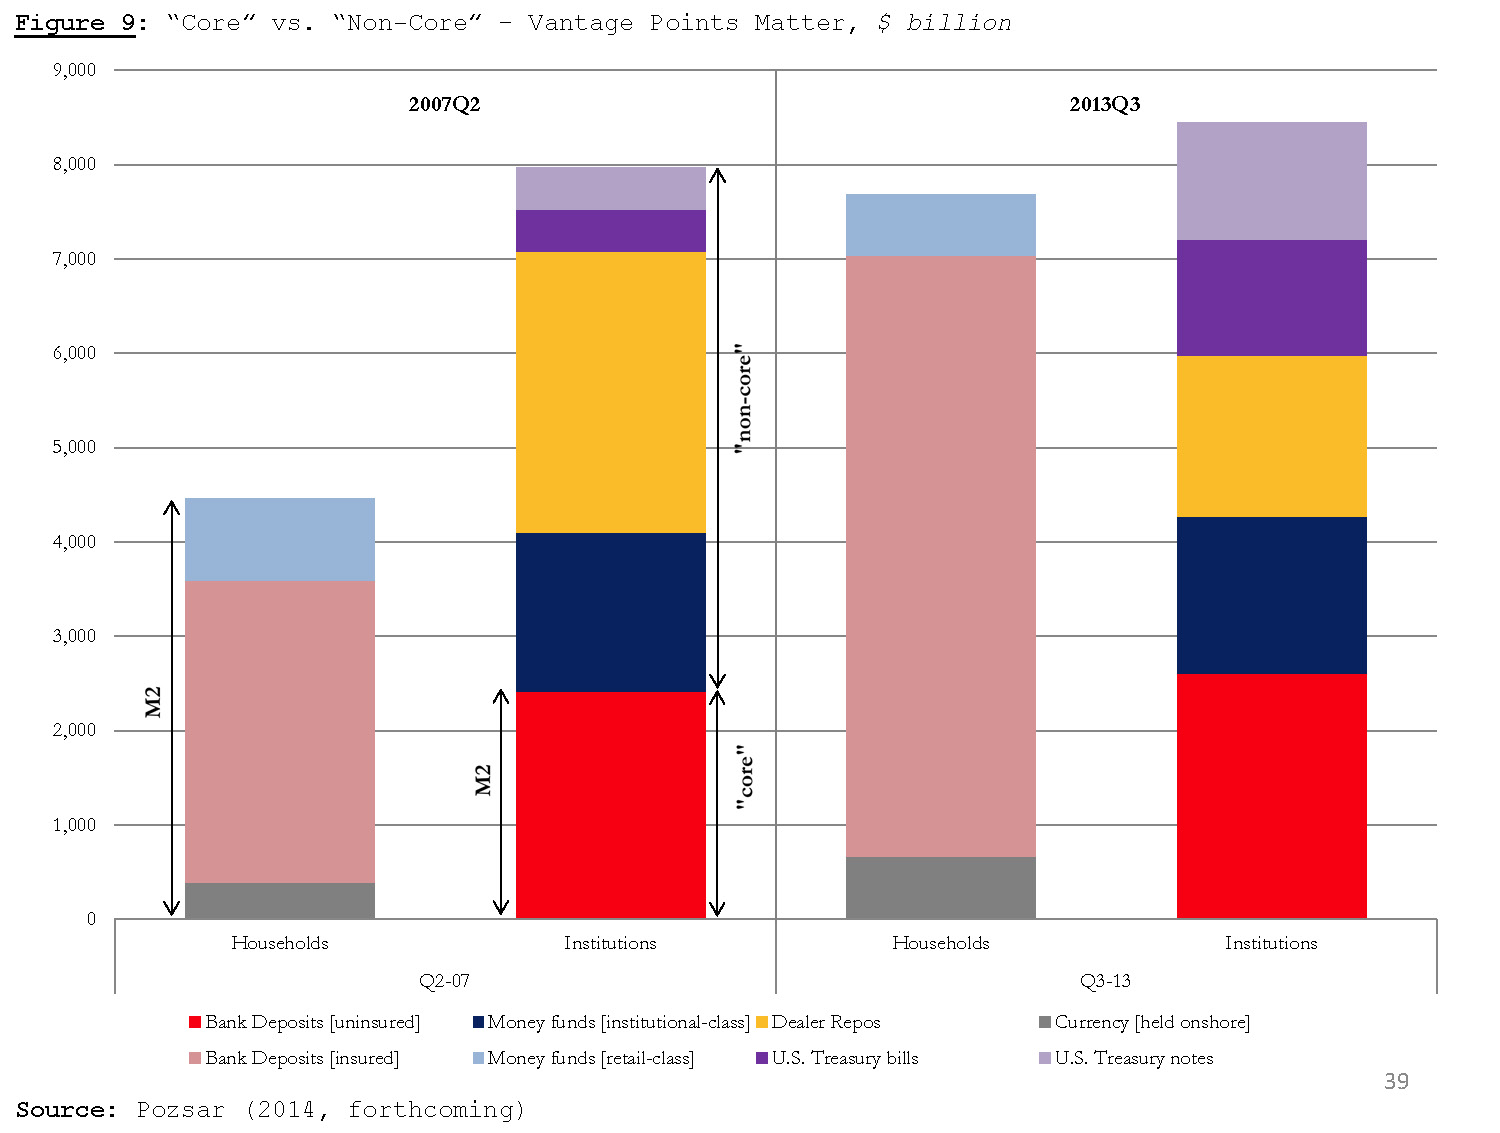 Figure 9: “Core” vs. “Non-Core” – Vantage Points Matter, $ billion
9,000
2007Q2
2013Q3
8,000
7,000
6,000
"non-core"
5,000
4,000
3,000
M2
2,000
M2
"core"
1,000
0
Households
Institutions
Households
Institutions
Q2-07
Q3-13
Bank Deposits [uninsured]
Money funds [institutional-class]
Dealer Repos
Currency [held onshore]
Bank Deposits [insured]
Money funds [retail-class]
U.S. Treasury bills
U.S. Treasury notes
39
Source: Pozsar (2014, forthcoming)